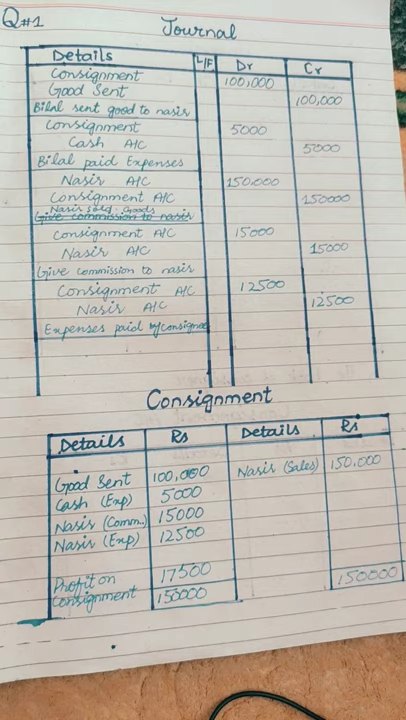 Q#1
Journal
Details L/F Dr Cr
Consignment 100,000
Good Sent 100,000
Bilal sent good to nasir
Consignment 5000
Cash A/C 5000
Bilal paid Expenses
Nasir A/C 150,000
Consignment A/C 150000
Nasir sold Goods
Give commission to nasir
Consignment A/C 15000
Nasir A/C 15000
Give commission to nasir
Consignment A/C 12500
Nasir A/C 12500
Expenses paid by consignee
Consignment
Details Rs Details Rs
Good Sent 100,000 Nasir (Sales) 150,000
Cash (Exp) 5000
Nasir (Comm.) 15000
Nasir (Exp) 12500
Profit on 17500
Consignment 150000 150000